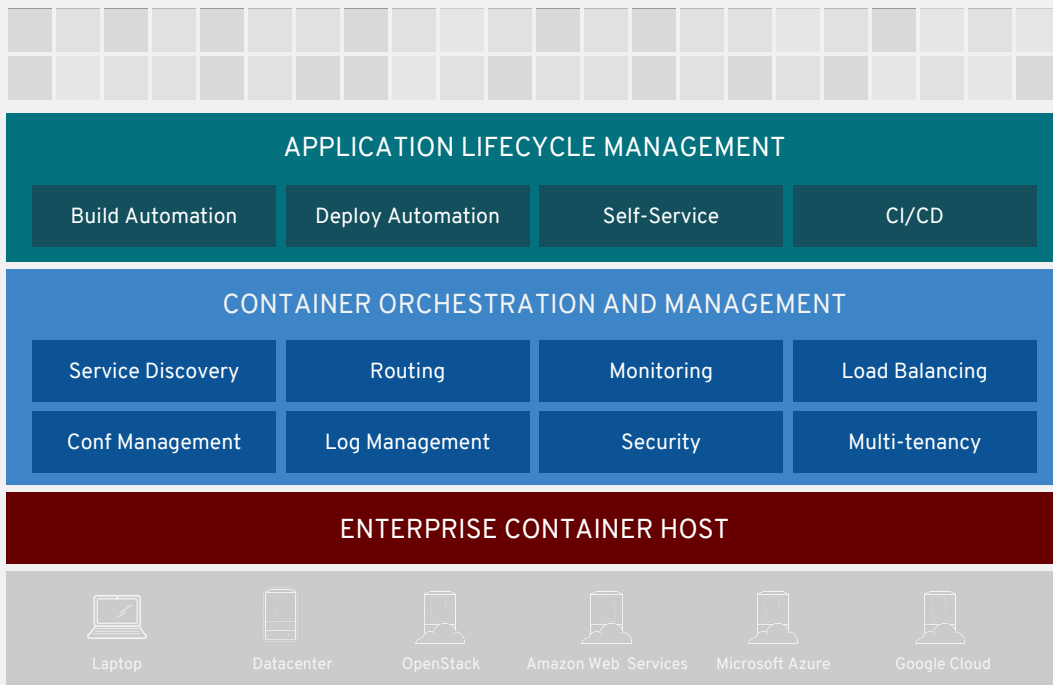 APPLICATION LIFECYCLE MANAGEMENT
Build Automation
Deploy Automation
Self-Service
CI/CD
CONTAINER ORCHESTRATION AND MANAGEMENT
Service Discovery
Routing
Monitoring
Load Balancing
Conf Management
Log Management
Security
Multi-tenancy
ENTERPRISE CONTAINER HOST
Laptop
Datacenter
OpenStack
Amazon Web Services
Microsoft Azure
Google Cloud